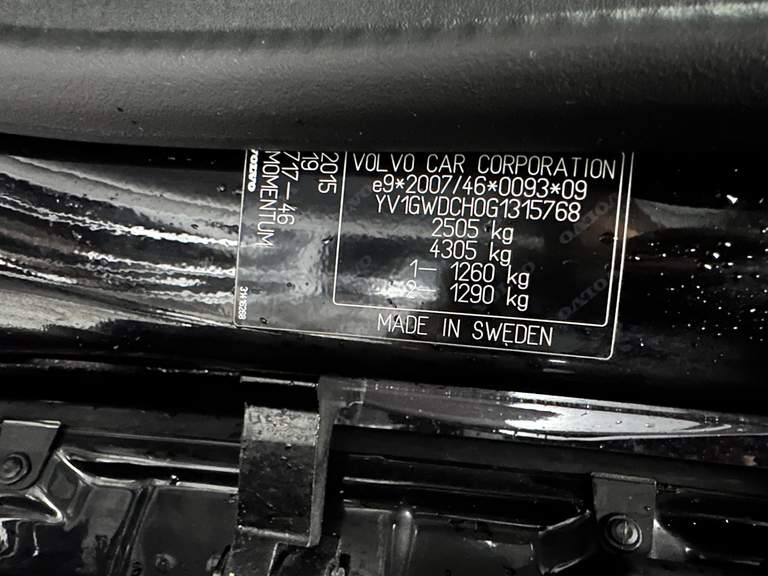 VOLVO CAR CORPORATION
e9*2007/46*0093*09
YV1GWDCH0G1315768
2505 kg
4305 kg
1— 1260 kg
2— 1290 kg
MADE IN SWEDEN
2015
19
717-46
MOMENTUM
VOLVO